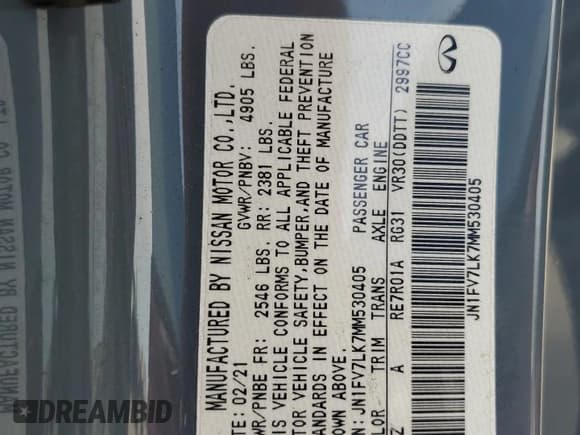 MANUFACTURED BY NISSAN MOTOR CO.,LTD.
TE: 02/21 GVWR/PNBV: 4905 LBS.
WR/PNBE FR: 2546 LBS. RR: 2381 LBS.
IS VEHICLE CONFORMS TO ALL APPLICABLE FEDERAL
TOR VEHICLE SAFETY,BUMPER,AND THEFT PREVENTION
ANDARDS IN EFFECT ON THE DATE OF MANUFACTURE
OWN ABOVE.
N: JN1FV7LK7MM530405 PASSENGER CAR
LOR TRIM TRANS AXLE ENGINE
Z A RE7R01A RG31 VR30(DDTT) 2997CC
JN1FV7LK7MM530405
DREAMBID